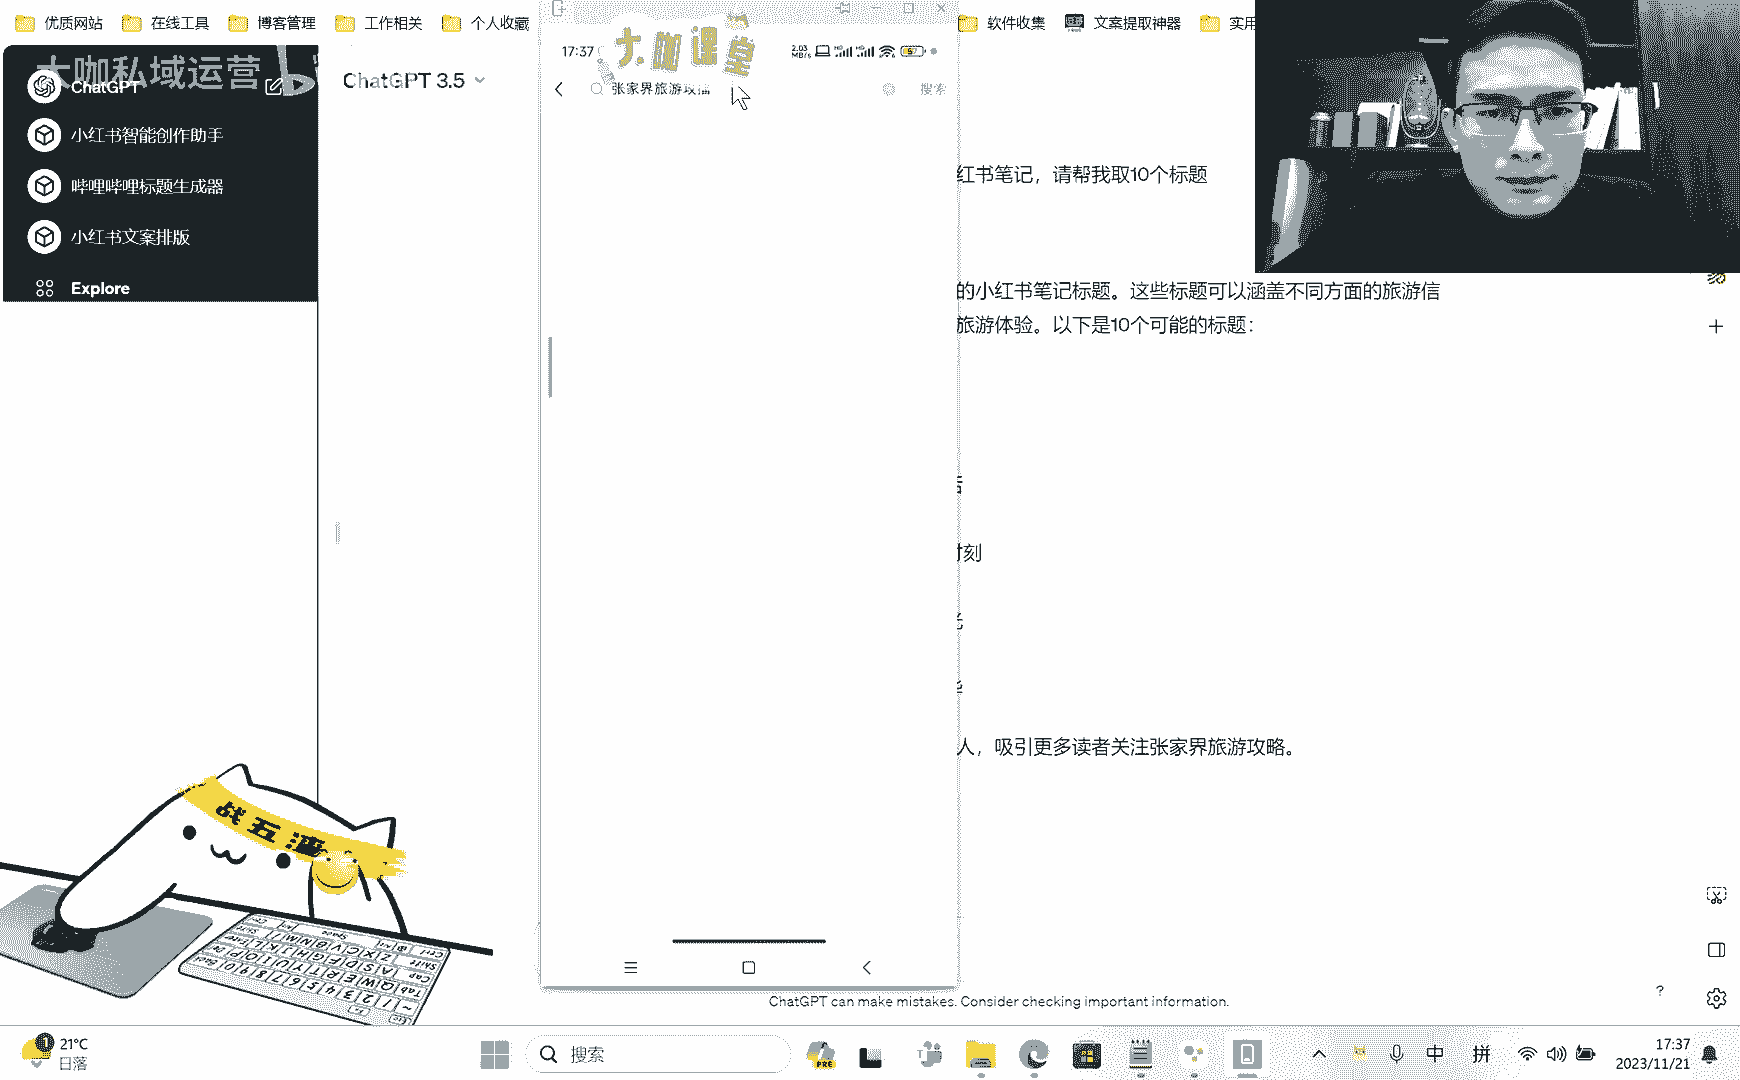 优质网站
在线工具
博客管理
工作相关
个人收藏
软件收集
文案提取神器
实用
大咖私域运营
ChatGPT
小红书智能创作助手
哔哩哔哩标题生成器
小红书文案排版
Explore
ChatGPT 3.5
17:37
大咖课堂
2.03
MB/s
张家界旅游攻
搜索
红书笔记，请帮我取10个标题
的小红书笔记标题。这些标题可以涵盖不同方面的旅游信
旅游体验。以下是10个可能的标题：
时刻
人，吸引更多读者关注张家界旅游攻略。
战五渣
ChatGPT can make mistakes. Consider checking important information.
?
1
21°C
日落
搜索
PRE
中
拼
17:37
2023/11/21